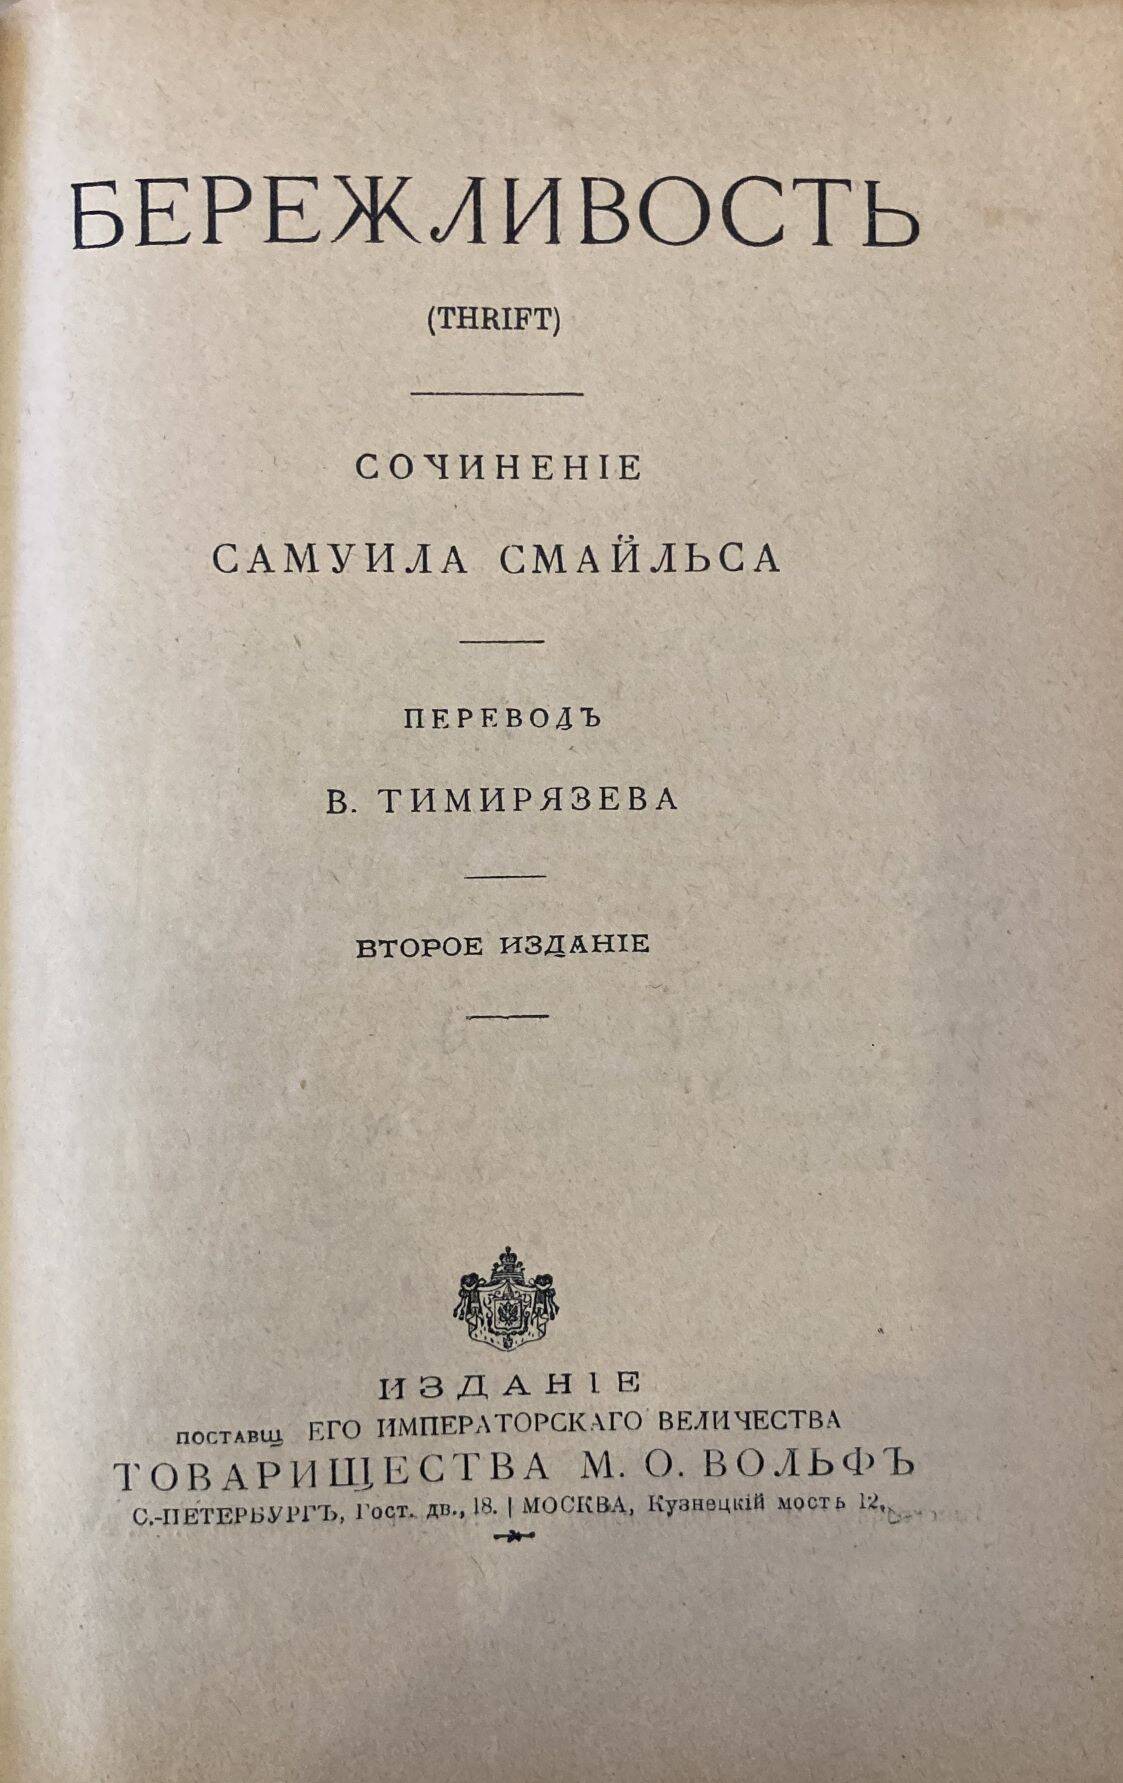 БЕРЕЖЛИВОСТЬ
(THRIFT)
СОЧИНЕНІЕ
САМУИЛА СМАЙЛЬСА
ПЕРЕВОДЪ
В. ТИМИРЯЗЕВА
ВТОРОЕ ИЗДАНІЕ
ИЗДАНІЕ
ПОСТАВЩ ЕГО ИМПЕРАТОРСКАГО ВЕЛИЧЕСТВА
ТОВАРИЩЕСТВА М. О. ВОЛЬФЪ
С.-ПЕТЕРБУРГЪ, Гост. дв., 18. | МОСКВА, Кузнецкій мостъ 12.